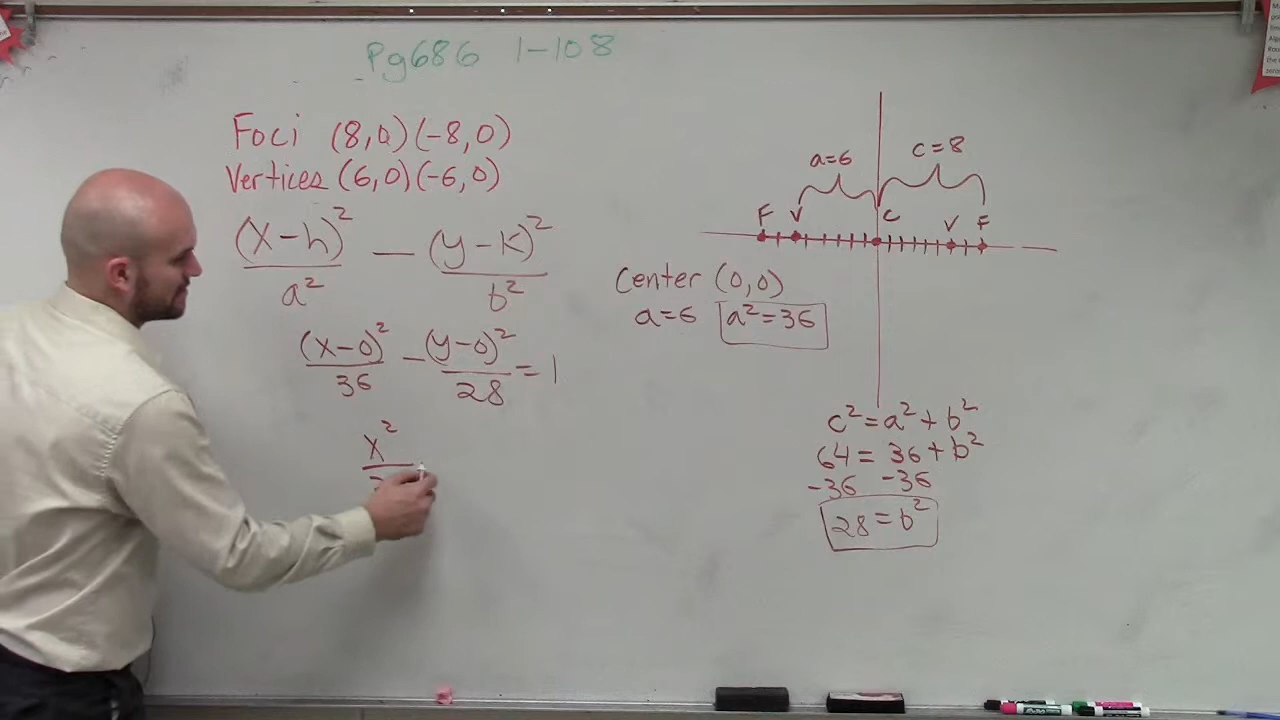 Pg686 1-108
Foci (8,0)(-8,0)
Vertices (6,0)(-6,0)
(x-h)² / a² - (y-k)² / b²
(x-0)² / 36 - (y-0)² / 28 = 1
x²
a=6 c=8
F V C V F
Center (0,0)
a=6 a²=36
c²=a²+b²
64=36+b²
-36 -36
28=b²